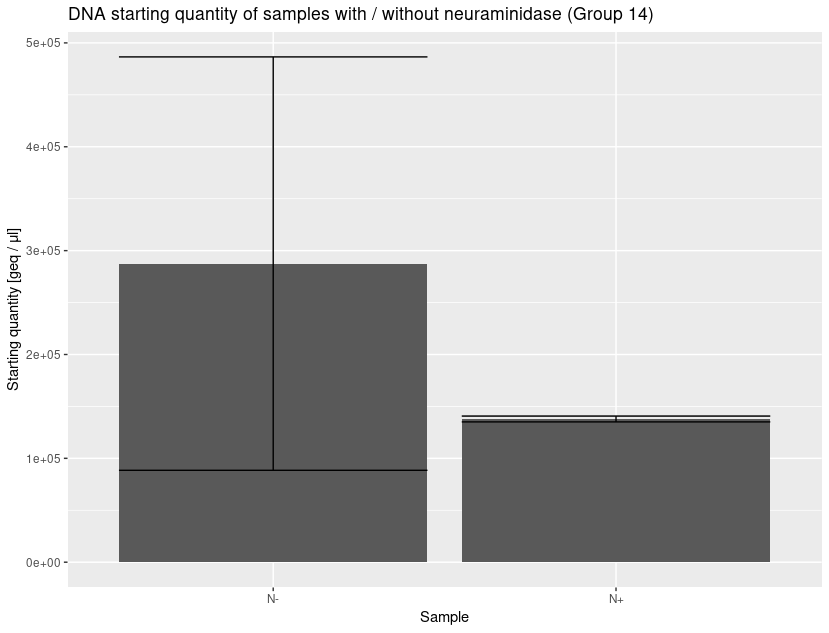 DNA starting quantity of samples with / without neuraminidase (Group 14)
5e+05
4e+05
3e+05
2e+05
1e+05
0e+00
Starting quantity [geq / µl]
N-
N+
Sample